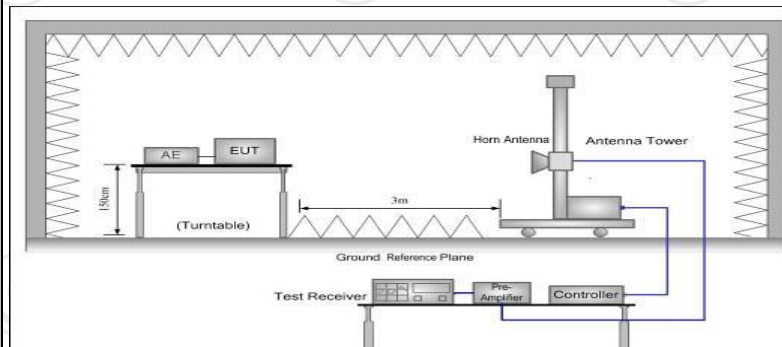 Horn Antenna
Antenna Tower
AE
EUT
150cm
3m
(Turntable)
Ground Reference Plane
Test Receiver
Pre-
Amplifier
Controller